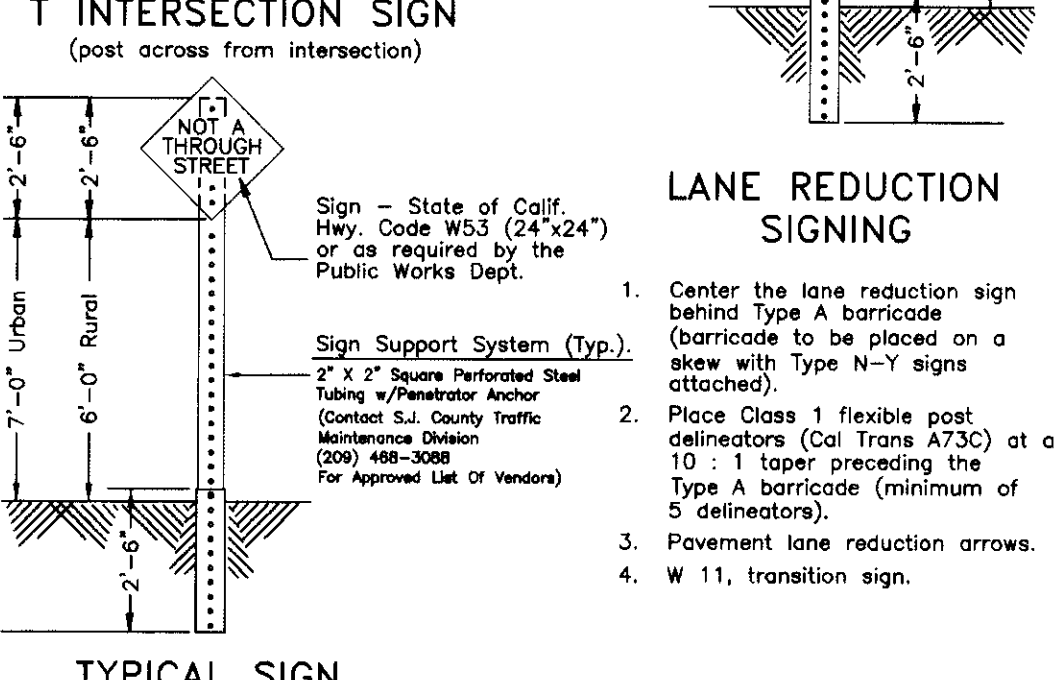 T INTERSECTION SIGN
(post across from intersection)
2'-6"
2'-6"
NOT A
THROUGH
STREET
Sign – State of Calif.
Hwy. Code W53 (24"x24")
or as required by the
Public Works Dept.
7'-0" Urban
6'-0" Rural
Sign Support System (Typ.).
2" X 2" Square Perforated Steel
Tubing w/Penetrator Anchor
(Contact S.J. County Traffic
Maintenance Division
(209) 468-3088
For Approved List Of Vendors)
2'-6"
TYPICAL SIGN
2'-6"
LANE REDUCTION
SIGNING
1. Center the lane reduction sign
behind Type A barricade
(barricade to be placed on a
skew with Type N-Y signs
attached).
2. Place Class 1 flexible post
delineators (Cal Trans A73C) at a
10 : 1 taper preceding the
Type A barricade (minimum of
5 delineators).
3. Pavement lane reduction arrows.
4. W 11, transition sign.